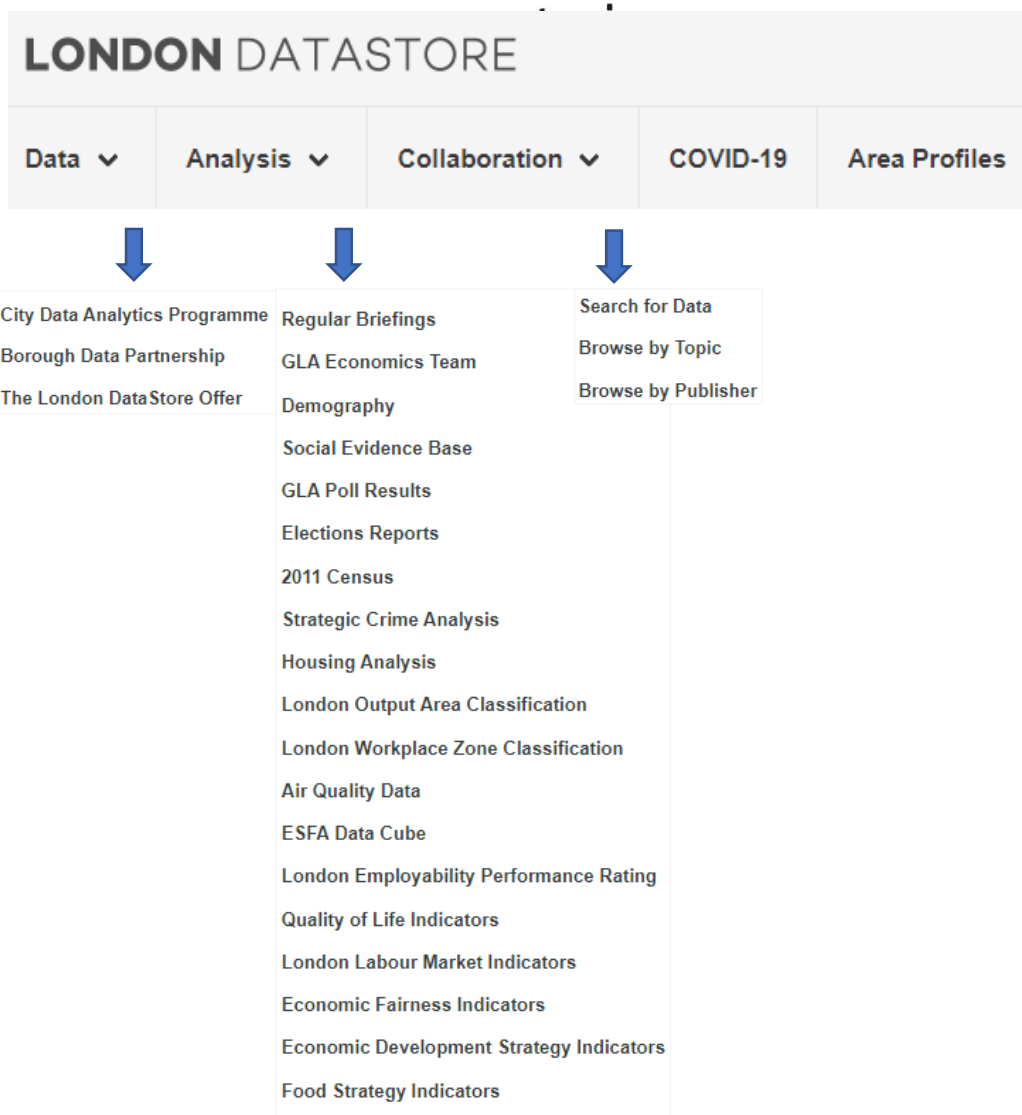 LONDON DATASTORE
Data
Analysis
Collaboration
COVID-19
Area Profiles
City Data Analytics Programme
Borough Data Partnership
The London DataStore Offer
Regular Briefings
GLA Economics Team
Demography
Social Evidence Base
GLA Poll Results
Elections Reports
2011 Census
Strategic Crime Analysis
Housing Analysis
London Output Area Classification
London Workplace Zone Classification
Air Quality Data
ESFA Data Cube
London Employability Performance Rating
Quality of Life Indicators
London Labour Market Indicators
Economic Fairness Indicators
Economic Development Strategy Indicators
Food Strategy Indicators
Search for Data
Browse by Topic
Browse by Publisher